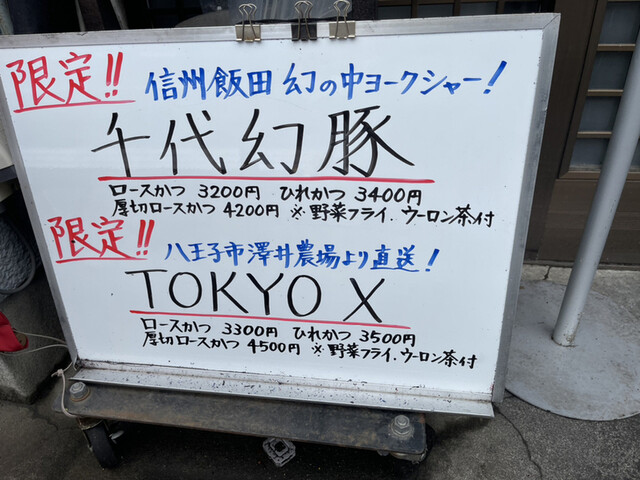 限定!! 信州飯田 幻の中ヨークシャー!
千代幻豚
ロースかつ 3200円 ひれかつ 3400円
厚切ロースかつ 4200円 ※野菜フライ.ウーロン茶付
限定!! 八王子市澤井農場より直送!
TOKYO X
ロースかつ 3300円 ひれかつ 3500円
厚切ロースかつ 4500円 ※野菜フライ.ウーロン茶付